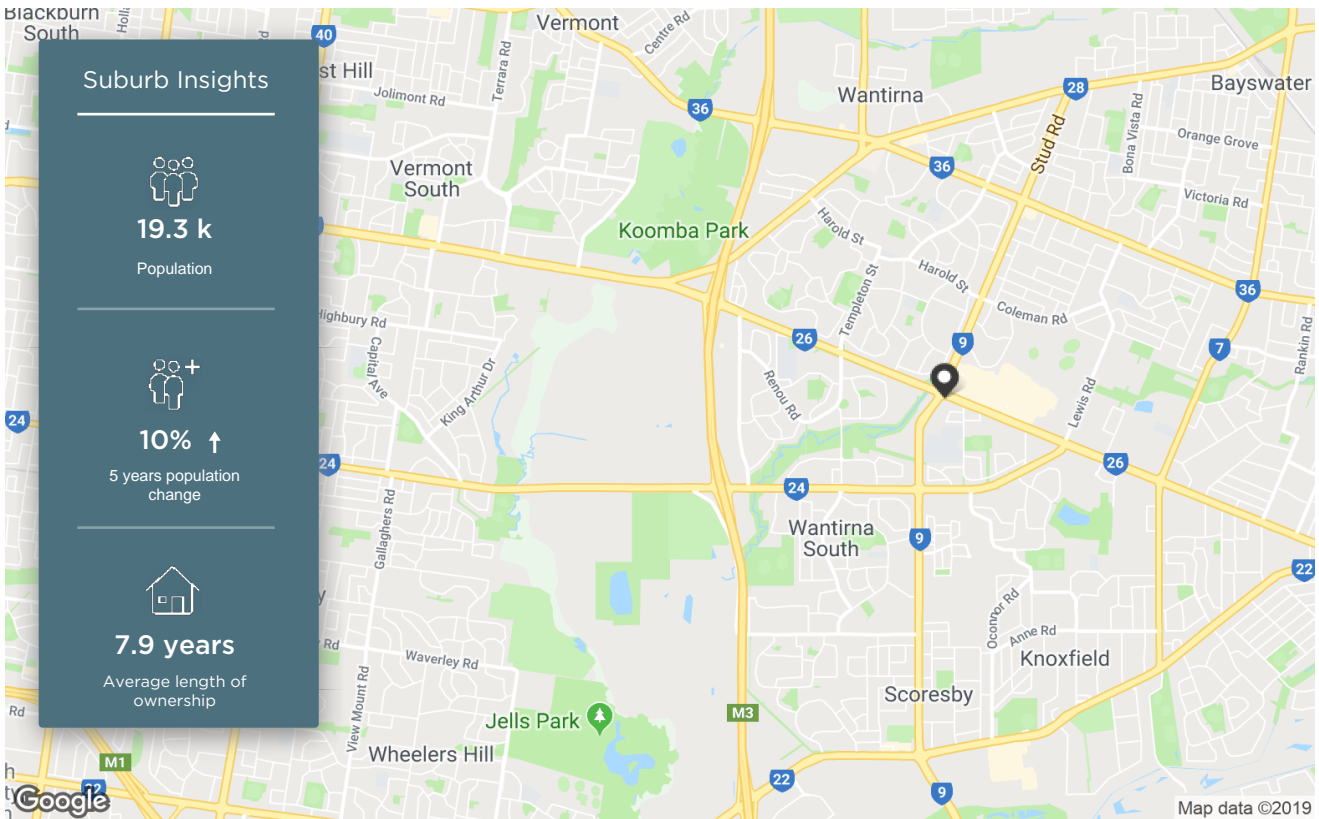 Blackburn
South
Suburb Insights
19.3 k
Population
10%
5 years population
change
7.9 years
Average length of
ownership
40
st Hill
Jolimont Rd
Terrara Rd
Vermont
Centre Rd
36
Wantirna
28
Bayswater
Stud Rd
Bona Vista Rd
Orange Grove
36
Victoria Rd
Vermont
South
Koomba Park
Harold St
Harold St
Templeton St
Coleman Rd
36
Highbury Rd
Capital Ave
King Arthur Dr
26
9
7
Rankin Rd
Renou Rd
Lewis Rd
24
24
26
24
Wantirna
South
9
Gallaghers Rd
22
Oconnor Rd
Anne Rd
Knoxfield
Rd
Waverley Rd
View Mount Rd
Jells Park
M3
Scoresby
Rd
Wheelers Hill
M1
22
22
9
Google
Map data ©2019